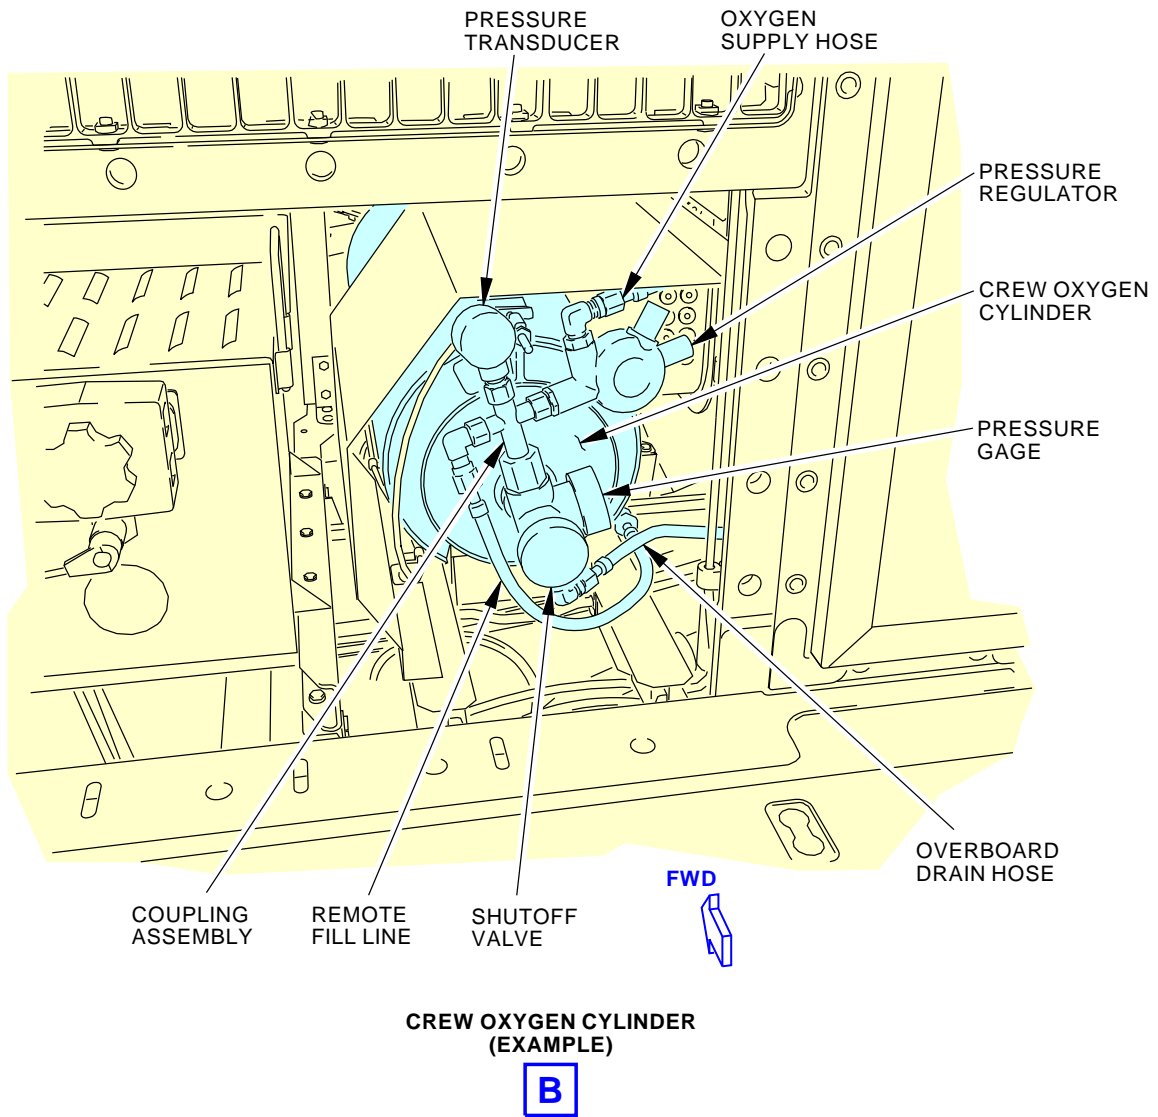 PRESSURE
TRANSDUCER
OXYGEN
SUPPLY HOSE
PRESSURE
REGULATOR
CREW OXYGEN
CYLINDER
PRESSURE
GAGE
OVERBOARD
DRAIN HOSE
COUPLING
ASSEMBLY
REMOTE
FILL LINE
SHUTOFF
VALVE
FWD
CREW OXYGEN CYLINDER
(EXAMPLE)
B